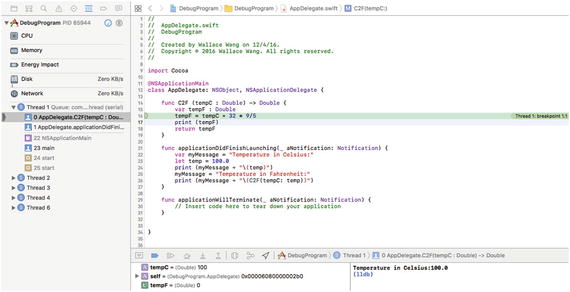 DebugProgram PID 65944
CPU
Memory
Energy Impact
Disk Zero KB/s
Network Zero KB/s
Thread 1 Queue: com....thread (serial)
0 AppDelegate.C2F(tempC : Dou...
1 AppDelegate.applicationDidFini...
22 NSApplicationMain
23 main
24 start
25 start
Thread 2
Thread 3
Thread 4
Thread 6
DebugProgram DebugProgram AppDelegate.swift C2F(tempC:)
//
// AppDelegate.swift
// DebugProgram
//
// Created by Wallace Wang on 12/4/16.
// Copyright © 2016 Wallace Wang. All rights reserved.
//
import Cocoa
@NSApplicationMain
class AppDelegate: NSObject, NSApplicationDelegate {
func C2F (tempC : Double) -> Double {
var tempF : Double
tempF = tempC * 32 * 9/5 Thread 1: breakpoint 1.1
print (tempF)
return tempF
}
func applicationDidFinishLaunching(_ aNotification: Notification) {
var myMessage = "Temperature in Celsius:"
let temp = 100.0
print (myMessage + "\(temp)")
myMessage = "Temperature in Fahrenheit:"
print (myMessage + "\(C2F(tempC: temp))")
}
func applicationWillTerminate(_ aNotification: Notification) {
// Insert code here to tear down your application
}
}
DebugProgram Thread 1 0 AppDelegate.C2F(tempC : Double) -> Double
tempC = (Double) 100
self = (DebugProgram.AppDelegate) 0x00006080000002b0
tempF = (Double) 0
Temperature in Celsius:100.0
(lldb)